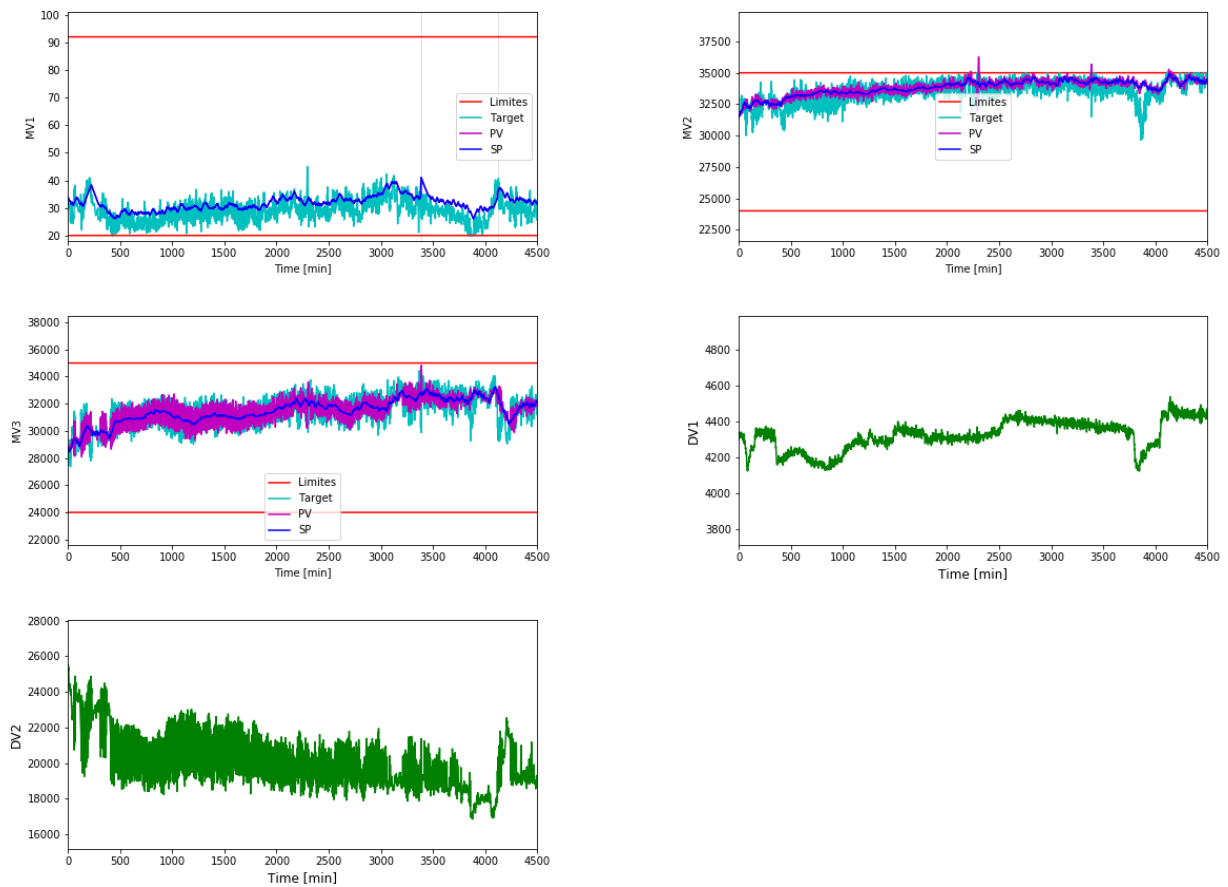 100
90
80
70
60
50
40
30
20
MV1
0 500 1000 1500 2000 2500 3000 3500 4000 4500
Time [min]
Limites
Target
PV
SP
37500
35000
32500
30000
27500
25000
22500
MV2
0 500 1000 1500 2000 2500 3000 3500 4000 4500
Time [min]
Limites
Target
PV
SP
38000
36000
34000
32000
30000
28000
26000
24000
22000
MV3
0 500 1000 1500 2000 2500 3000 3500 4000 4500
Time [min]
Limites
Target
PV
SP
4800
4600
4400
4200
4000
3800
DV1
0 500 1000 1500 2000 2500 3000 3500 4000 4500
Time [min]
28000
26000
24000
22000
20000
18000
16000
DV2
0 500 1000 1500 2000 2500 3000 3500 4000 4500
Time [min]